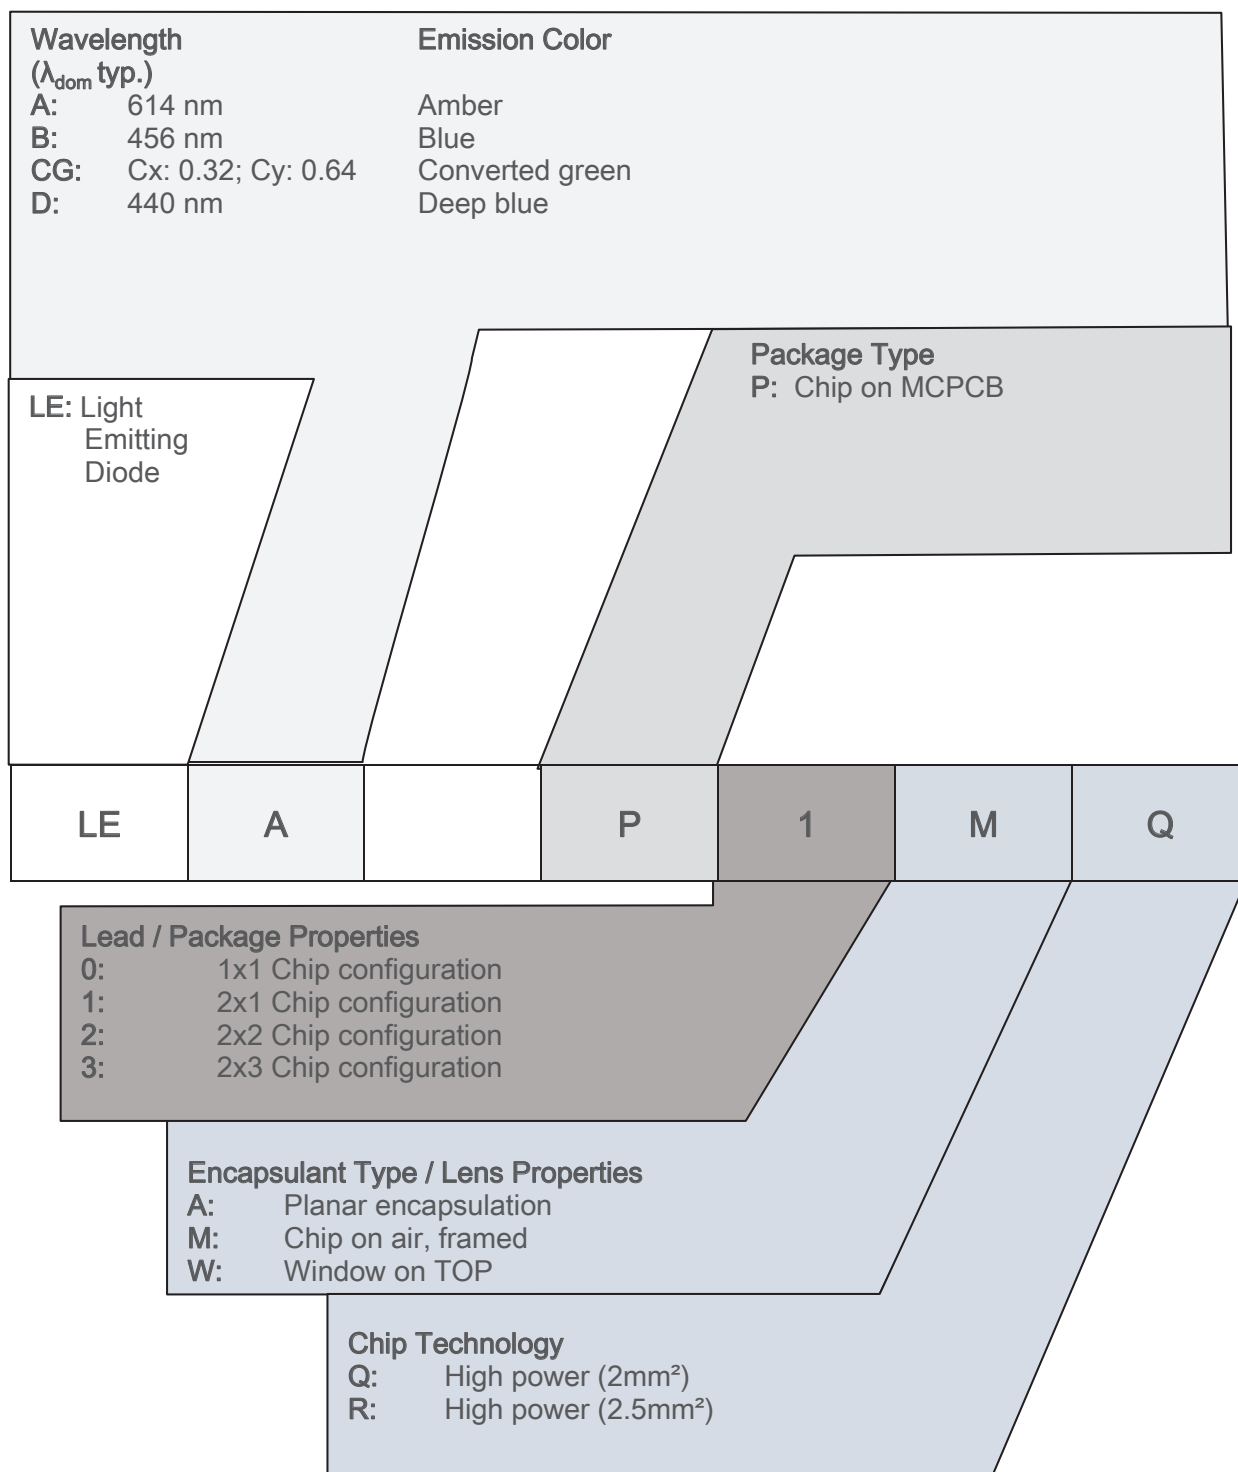 Wavelength Emission Color
(λdom typ.)
A: 614 nm Amber
B: 456 nm Blue
CG: Cx: 0.32; Cy: 0.64 Converted green
D: 440 nm Deep blue
Package Type
P: Chip on MCPCB
LE: Light
Emitting
Diode
LE A P 1 M Q
Lead / Package Properties
0: 1x1 Chip configuration
1: 2x1 Chip configuration
2: 2x2 Chip configuration
3: 2x3 Chip configuration
Encapsulant Type / Lens Properties
A: Planar encapsulation
M: Chip on air, framed
W: Window on TOP
Chip Technology
Q: High power (2mm²)
R: High power (2.5mm²)